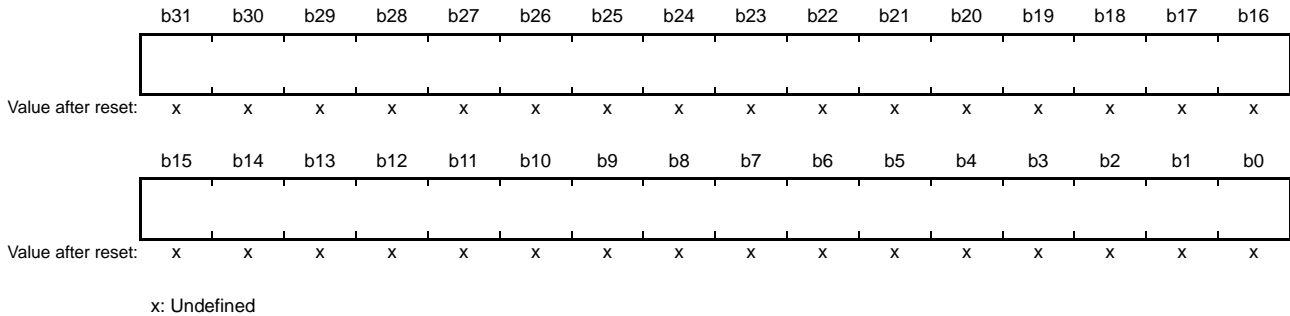 b31 b30 b29 b28 b27 b26 b25 b24 b23 b22 b21 b20 b19 b18 b17 b16
Value after reset: x x x x x x x x x x x x x x x x
b15 b14 b13 b12 b11 b10 b9 b8 b7 b6 b5 b4 b3 b2 b1 b0
Value after reset: x x x x x x x x x x x x x x x x
x: Undefined